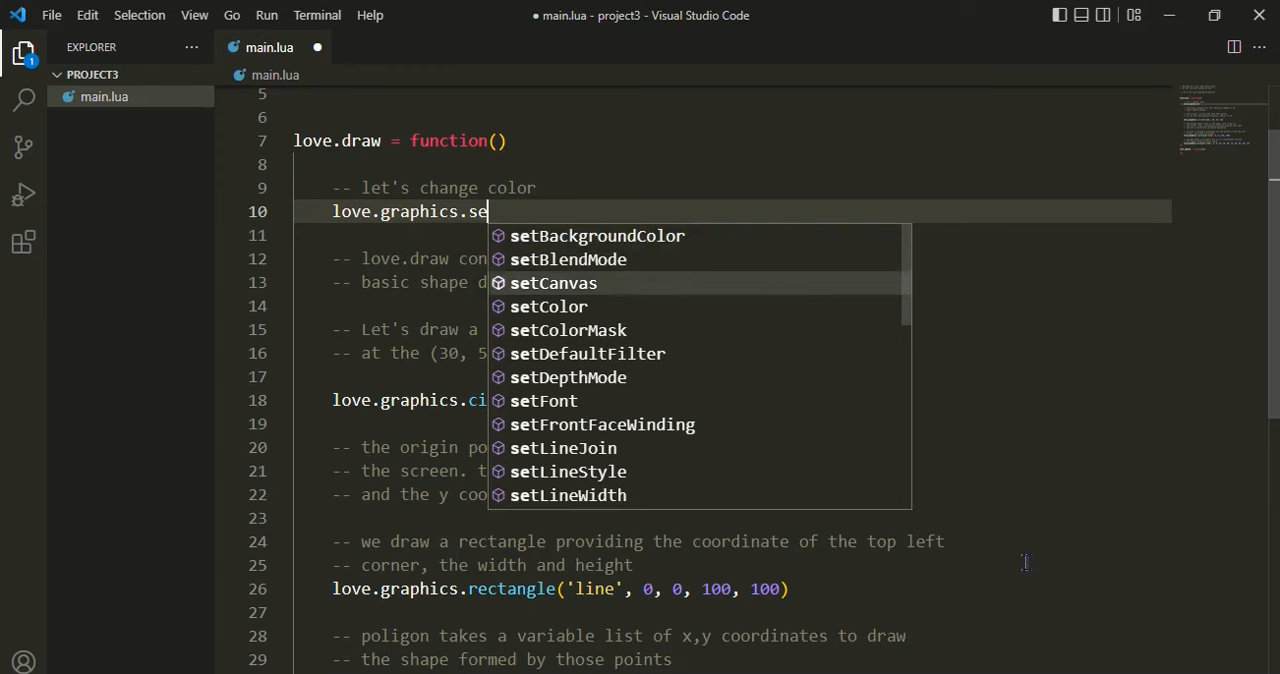 File Edit Selection View Go Run Terminal Help ● main.lua - project3 - Visual Studio Code
EXPLORER ··· main.lua ●
PROJECT3 main.lua
main.lua
1
5
6
7 love.draw = function()
8
9 -- let's change color
10 love.graphics.se
11 setBackgroundColor
12 -- love.draw con setBlendMode
13 -- basic shape d setCanvas
14 setColor
15 -- Let's draw a setColorMask
16 -- at the (30, 5 setDefaultFilter
17 setDepthMode
18 love.graphics.ci setFont
19 setFrontFaceWinding
20 -- the origin po setLineJoin
21 -- the screen. t setLineStyle
22 -- and the y coo setLineWidth
23
24 -- we draw a rectangle providing the coordinate of the top left
25 -- corner, the width and height
26 love.graphics.rectangle('line', 0, 0, 100, 100)
27
28 -- poligon takes a variable list of x,y coordinates to draw
29 -- the shape formed by those points